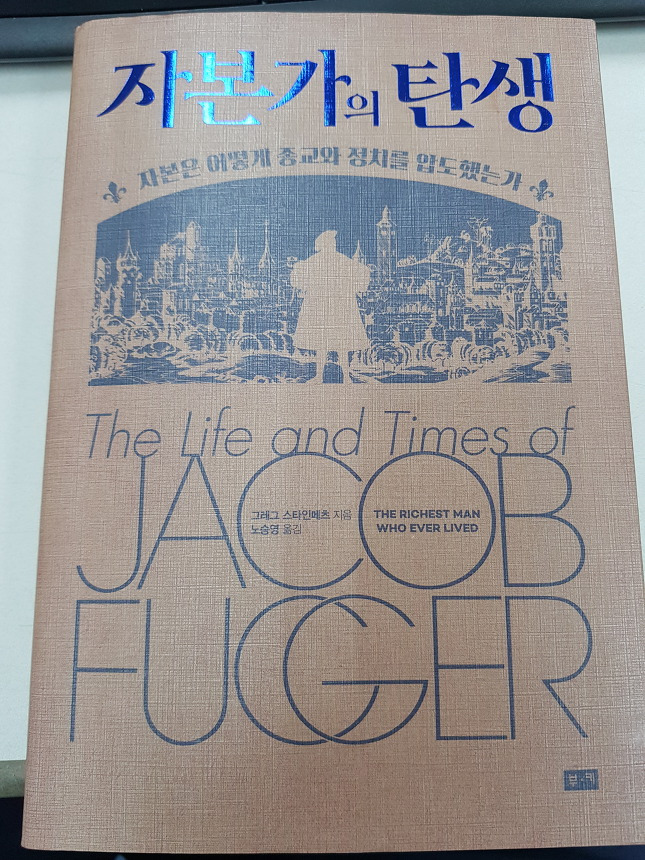 자본가의 탄생
자본은 어떻게 종교와 정치를 압도했는가
The Life and Times of
JACOB
그래그 스타인메츠 지음
노승영 옮김
THE RICHEST MAN
WHO EVER LIVED
FUGGER
부·키